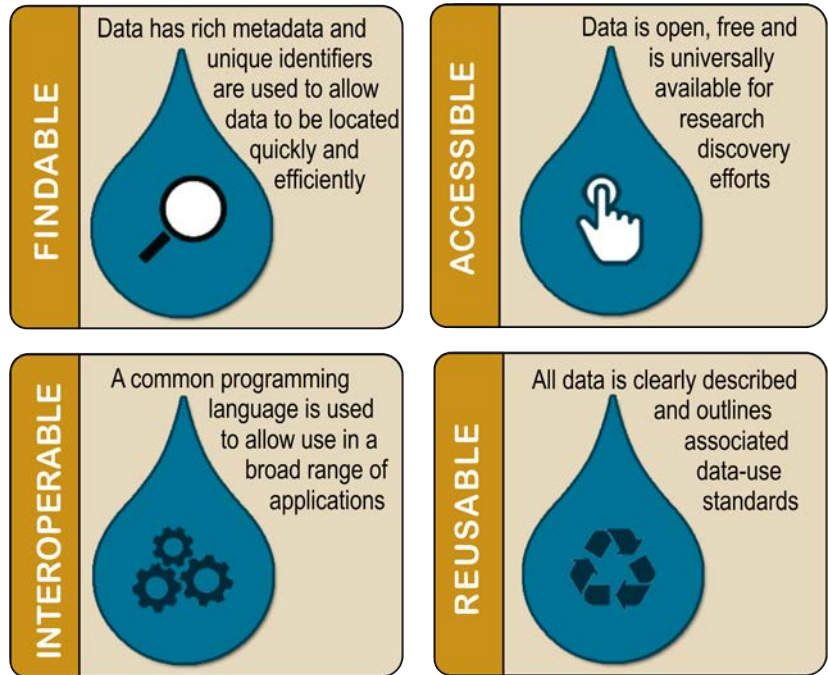 FINDABLE
Data has rich metadata and
unique identifiers
are used to allow
data to be located
quickly and
efficiently
ACCESSIBLE
Data is open, free and
is universally
available for
research
discovery
efforts
INTEROPERABLE
A common programming
language is used
to allow use in a
broad range of
applications
REUSABLE
All data is clearly described
and outlines
associated
data-use
standards